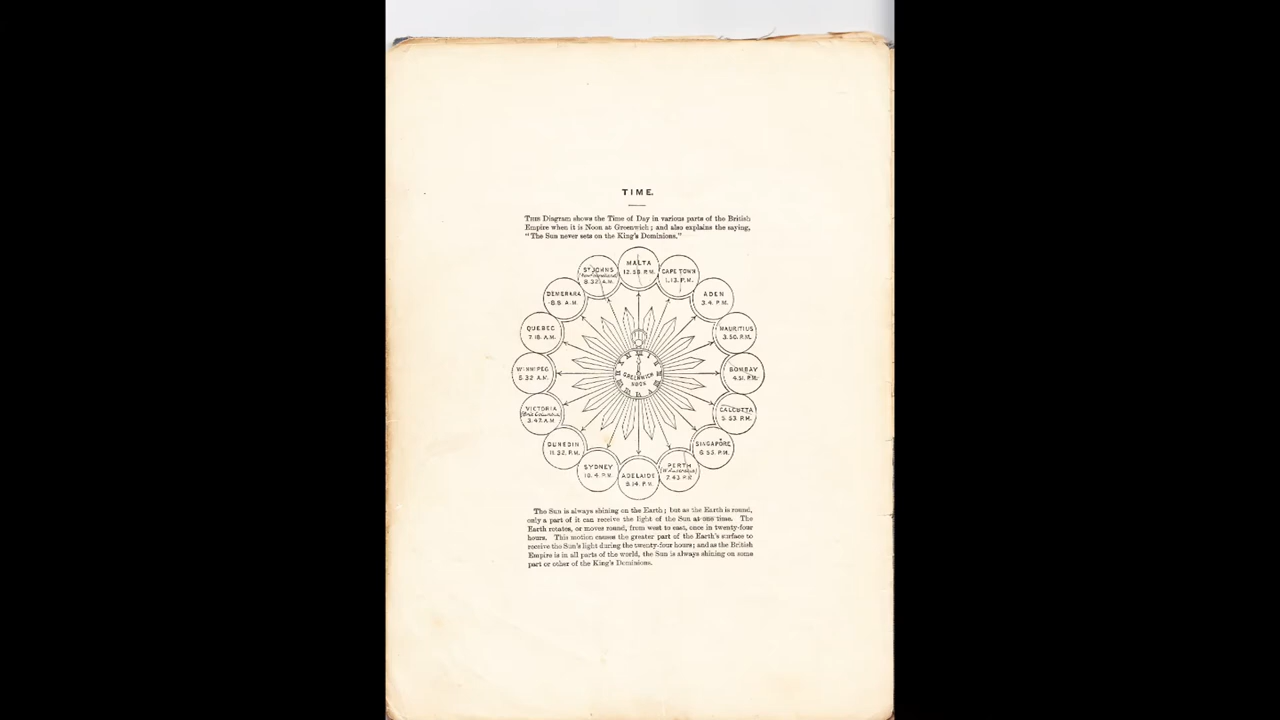 TIME.
THIS Diagram shows the Time of Day in various parts of the British
Empire when it is Noon at Greenwich; and also explains the saying,
"The Sun never sets on the King's Dominions."
MALTA
12.58. P.M.
CAPE TOWN
1.13. P.M.
ADEN
3.4. P.M.
MAURITIUS
3.50. P.M.
BOMBAY
4.51. P.M.
CALCUTTA
5.53. P.M.
SINGAPORE
6.55. P.M.
PERTH
7.43. P.M.
ADELAIDE
9.14. P.M.
SYDNEY
10.4. P.M.
DUNEDIN
11.32. P.M.
VICTORIA
(Brit. Columbia)
3.47. A.M
WINNIPEG
5.32. A.M.
QUEBEC
7.15. A.M.
DEMERARA
8.5. A.M.
ST JOHNS
(Newfoundland)
8.32. A.M.
GREENWICH
NOON
The Sun is always shining on the Earth; but as the Earth is round,
only a part of it can receive the light of the Sun at one time. The
Earth rotates, or moves round, from west to east, once in twenty-four
hours. This motion causes the greater part of the Earth's surface to
receive the Sun's light during the twenty-four hours; and as the British
Empire is in all parts of the world, the Sun is always shining on some
part or other of the King's Dominions.